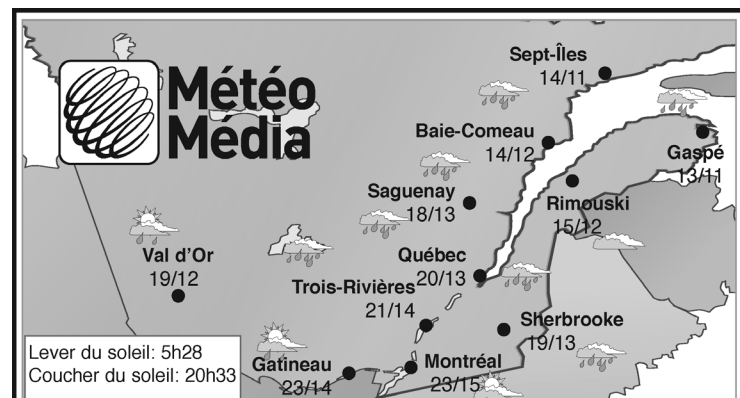 Météo
Média
Sept-Îles
14/11
Baie-Comeau
14/12
Gaspé
13/11
Saguenay
18/13
Rimouski
15/12
Val d'Or
19/12
Québec
20/13
Trois-Rivières
21/14
Sherbrooke
19/13
Lever du soleil: 5h28
Coucher du soleil: 20h33
Gatineau
23/14
Montréal
23/15